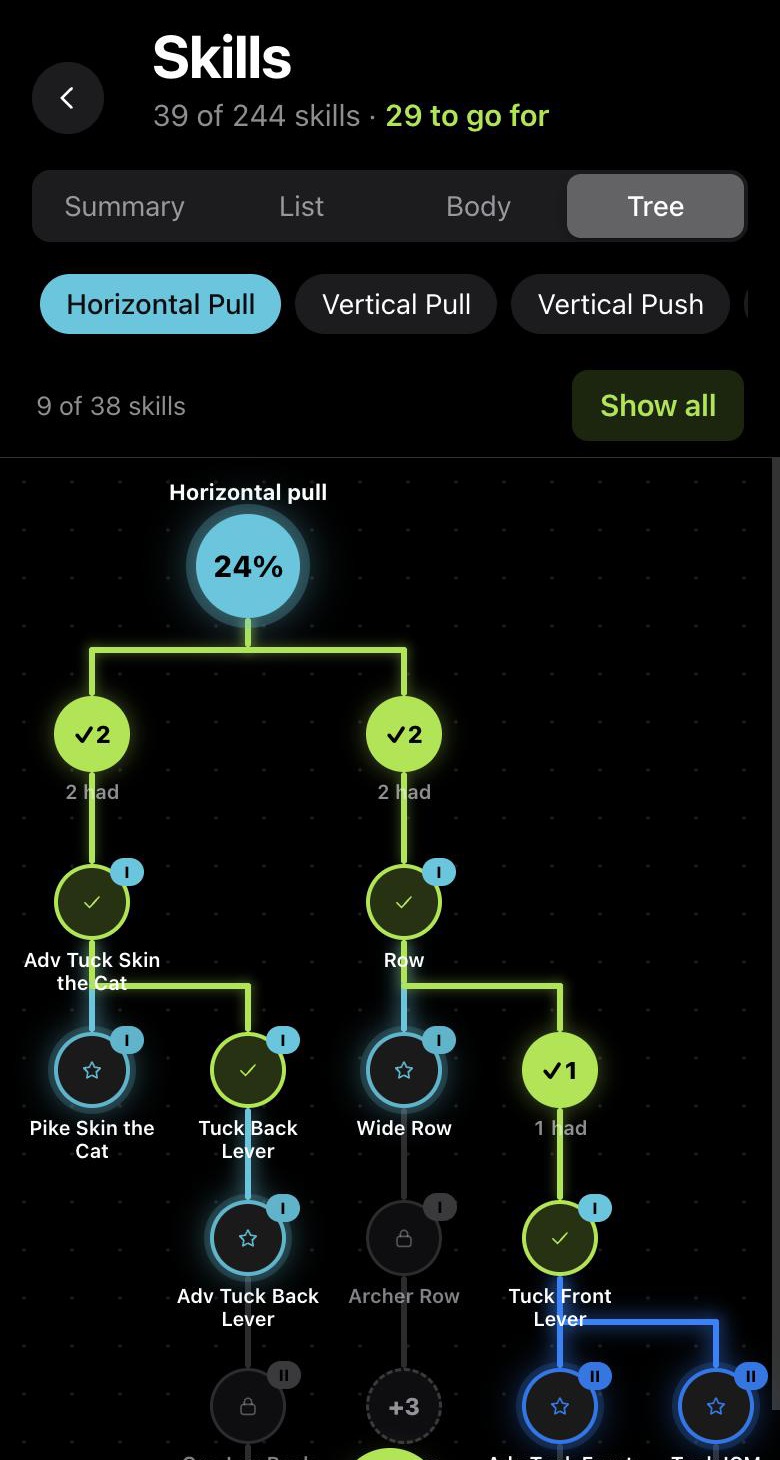 Skills
39 of 244 skills · 29 to go for
Summary
List
Body
Tree
Horizontal Pull
Vertical Pull
Vertical Push
9 of 38 skills
Show all
Horizontal pull
24%
✓2
✓2
2 had
2 had
I
I
Adv Tuck Skin
the Cat
Row
I
I
I
✓1
Pike Skin the
Cat
Tuck Back
Lever
Wide Row
1 had
I
I
I
Adv Tuck Back
Lever
Archer Row
Tuck Front
Lever
II
II
II
+3